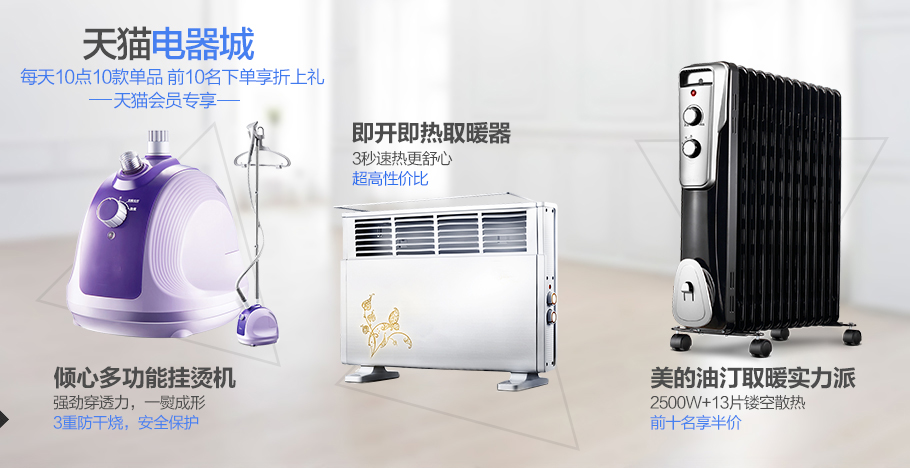 天猫电器城
每天10点10款单品 前10名下单享折上礼
—天猫会员专享—
即开即热取暖器
3秒速热更舒心
超高性价比
倾心多功能挂烫机
强劲穿透力，一熨成形
3重防干烧，安全保护
美的油汀取暖实力派
2500W+13片镂空散热
前十名享半价